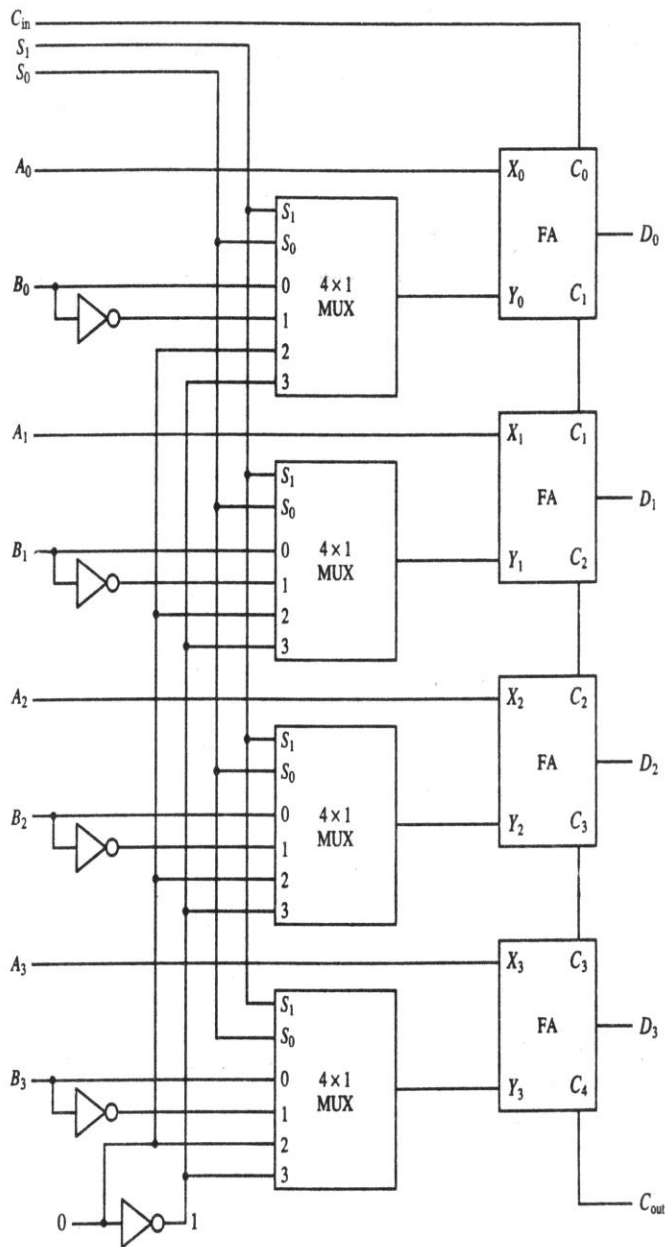 C_in
S_1
S_0
A_0
X_0 C_0
S_1
S_0
FA
D_0
B_0
0
4 × 1
MUX
1
Y_0 C_1
2
3
A_1
X_1 C_1
S_1
S_0
FA
D_1
B_1
0
4 × 1
MUX
1
Y_1 C_2
2
3
A_2
X_2 C_2
S_1
S_0
FA
D_2
B_2
0
4 × 1
MUX
1
Y_2 C_3
2
3
A_3
X_3 C_3
S_1
S_0
FA
D_3
B_3
0
4 × 1
MUX
1
Y_3 C_4
2
3
0 1
C_out